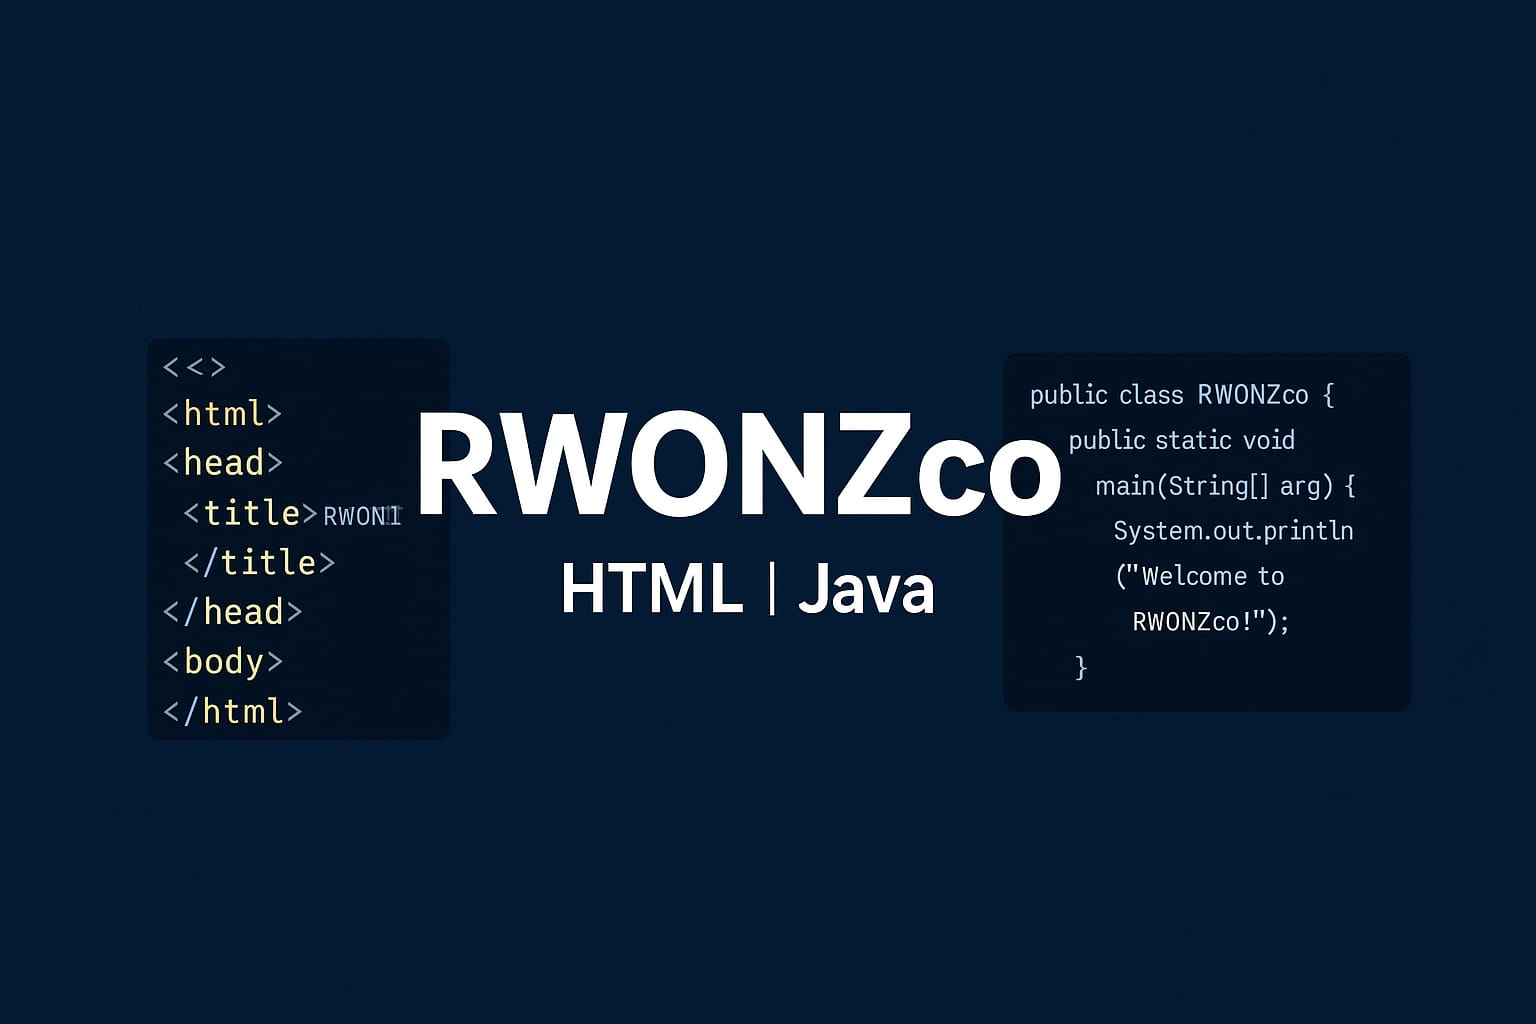 <<>
<html>
<head>
<title>
</title>
</head>
<body>
</html>
RWONZco
HTML | Java
public class RWONZco {
public static void
main(String[] arg) {
System.out.println
("Welcome to
RWONZco!");
}